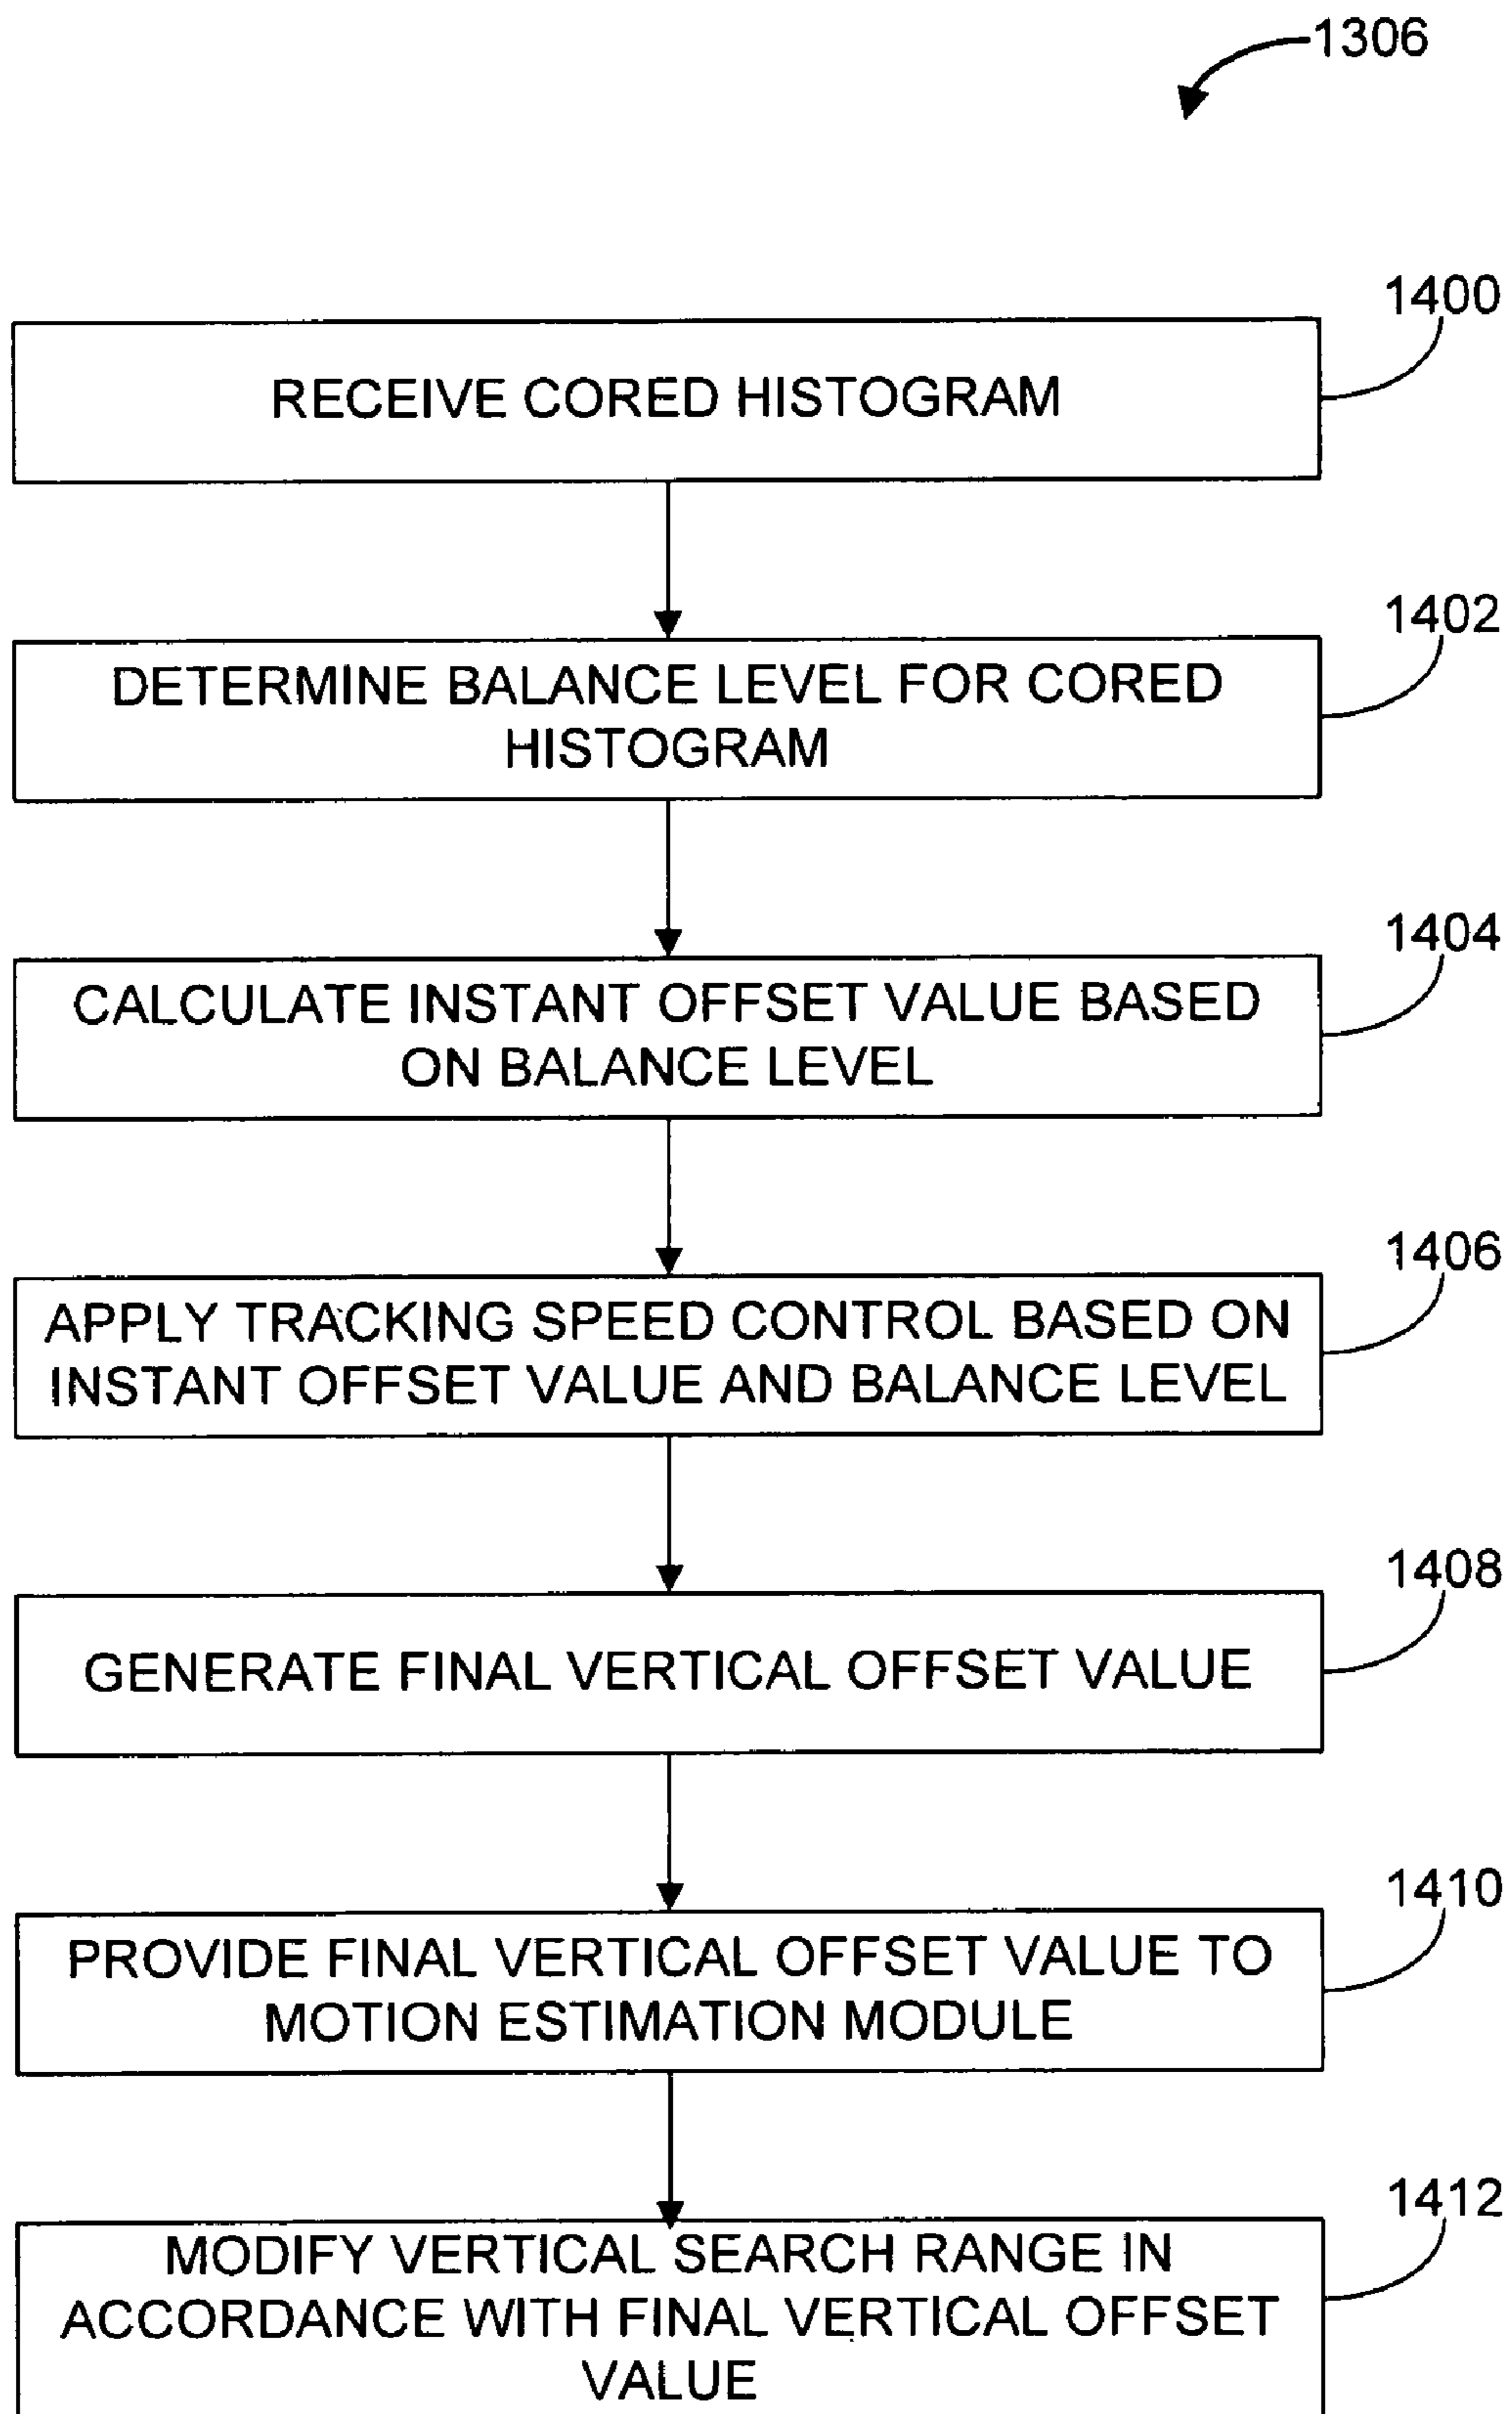 1306
1400
RECEIVE CORED HISTOGRAM
1402
DETERMINE BALANCE LEVEL FOR CORED
HISTOGRAM
1404
CALCULATE INSTANT OFFSET VALUE BASED
ON BALANCE LEVEL
1406
APPLY TRACKING SPEED CONTROL BASED ON
INSTANT OFFSET VALUE AND BALANCE LEVEL
1408
GENERATE FINAL VERTICAL OFFSET VALUE
1410
PROVIDE FINAL VERTICAL OFFSET VALUE TO
MOTION ESTIMATION MODULE
1412
MODIFY VERTICAL SEARCH RANGE IN
ACCORDANCE WITH FINAL VERTICAL OFFSET
VALUE